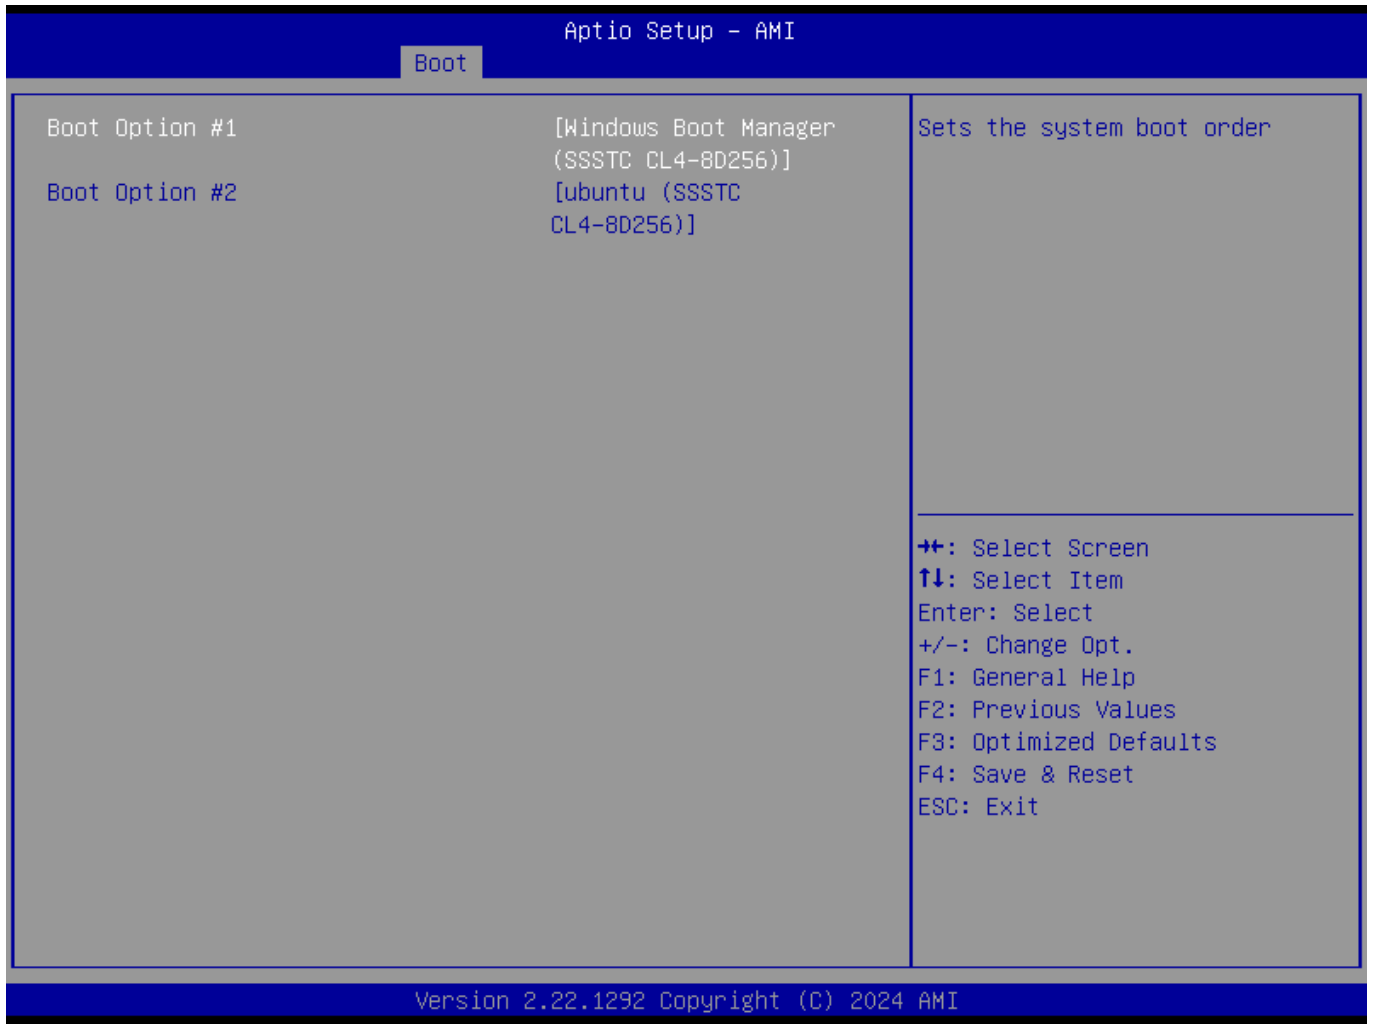 Aptio Setup – AMI
Boot
Boot Option #1 [Windows Boot Manager
(SSSTC CL4-8D256)]
Boot Option #2 [ubuntu (SSSTC
CL4-8D256)]
Sets the system boot order
→←: Select Screen
↑↓: Select Item
Enter: Select
+/-: Change Opt.
F1: General Help
F2: Previous Values
F3: Optimized Defaults
F4: Save & Reset
ESC: Exit
Version 2.22.1292 Copyright (C) 2024 AMI